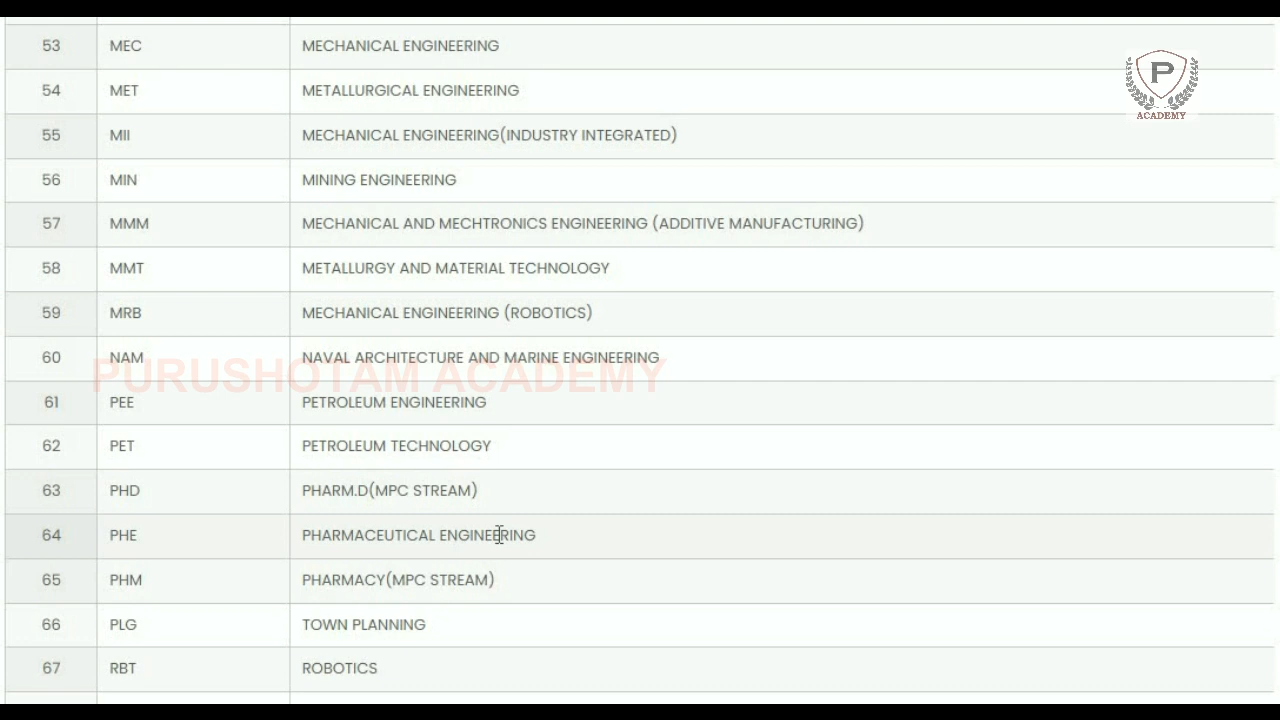 53 MEC MECHANICAL ENGINEERING
54 MET METALLURGICAL ENGINEERING
55 MII MECHANICAL ENGINEERING(INDUSTRY INTEGRATED)
56 MIN MINING ENGINEERING
57 MMM MECHANICAL AND MECHTRONICS ENGINEERING (ADDITIVE MANUFACTURING)
58 MMT METALLURGY AND MATERIAL TECHNOLOGY
59 MRB MECHANICAL ENGINEERING (ROBOTICS)
60 NAM NAVAL ARCHITECTURE AND MARINE ENGINEERING
61 PEE PETROLEUM ENGINEERING
62 PET PETROLEUM TECHNOLOGY
63 PHD PHARM.D(MPC STREAM)
64 PHE PHARMACEUTICAL ENGINEERING
65 PHM PHARMACY(MPC STREAM)
66 PLG TOWN PLANNING
67 RBT ROBOTICS
P
ACADEMY
PURUSHOTAM ACADEMY